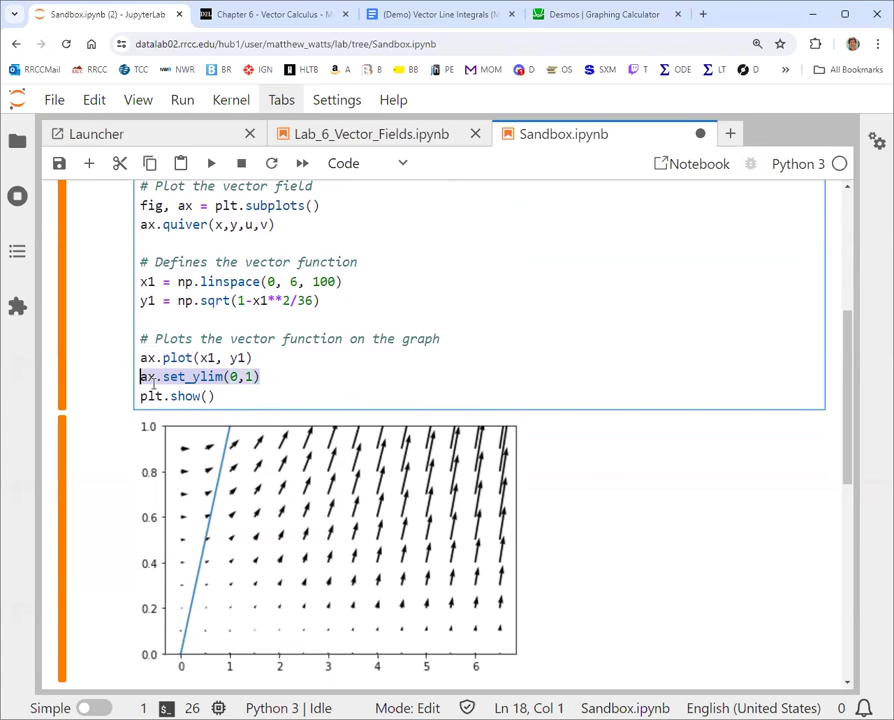 Sandbox.ipynb (2) - JupyterLab
Chapter 6 - Vector Calculus - M
(Demo) Vector Line Integrals (M
Desmos | Graphing Calculator
datalab02.rrcc.edu/hub1/user/matthew_watts/lab/tree/Sandbox.ipynb
RRCCMail RRCC TCC NWR BR IGN HLTB A B BB PE MOM D OS SXM T ODE LT D All Bookmarks
File Edit View Run Kernel Tabs Settings Help
Launcher Lab_6_Vector_Fields.ipynb Sandbox.ipynb
Code Notebook Python 3
# Plot the vector field
fig, ax = plt.subplots()
ax.quiver(x,y,u,v)
# Defines the vector function
x1 = np.linspace(0, 6, 100)
y1 = np.sqrt(1-x1**2/36)
# Plots the vector function on the graph
ax.plot(x1, y1)
ax.set_ylim(0,1)
plt.show()
1.0
0.8
0.6
0.4
0.2
0.0
0 1 2 3 4 5 6
Simple 1 26 Python 3 | Idle Mode: Edit Ln 18, Col 1 Sandbox.ipynb English (United States) 0